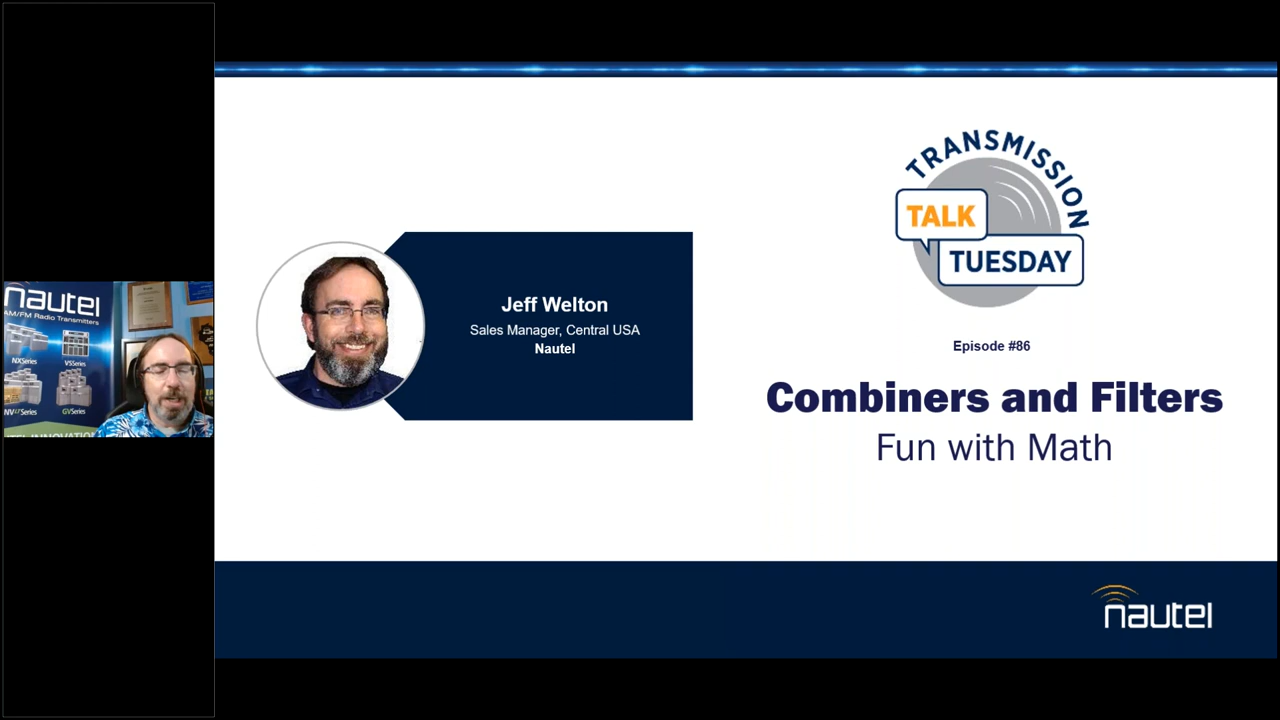 nautel
AM/FM Radio Transmitters
NXSeries
VSSeries
NVLTSeries
GVSeries
Jeff Welton
Sales Manager, Central USA
Nautel
TRANSMISSION
TALK
TUESDAY
Episode #86
Combiners and Filters
Fun with Math
nautel